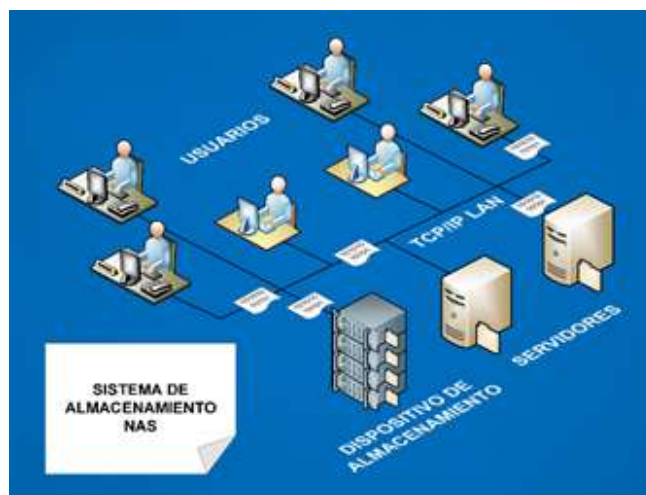 USUARIOS
TCP/IP LAN
SERVIDORES
DISPOSITIVO DE
ALMACENAMIENTO
SISTEMA DE
ALMACENAMIENTO
NAS